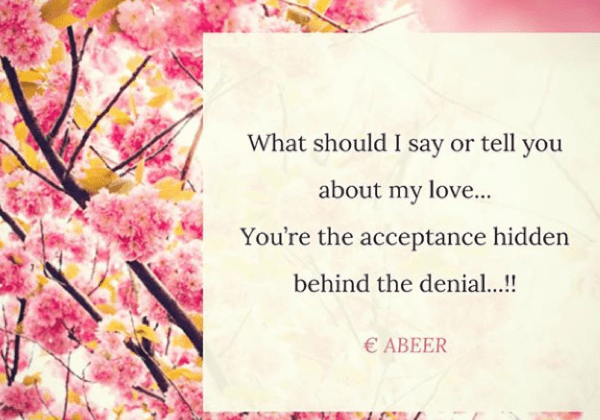 What should I say or tell you
about my love...
You’re the acceptance hidden
behind the denial...!!
€ ABEER